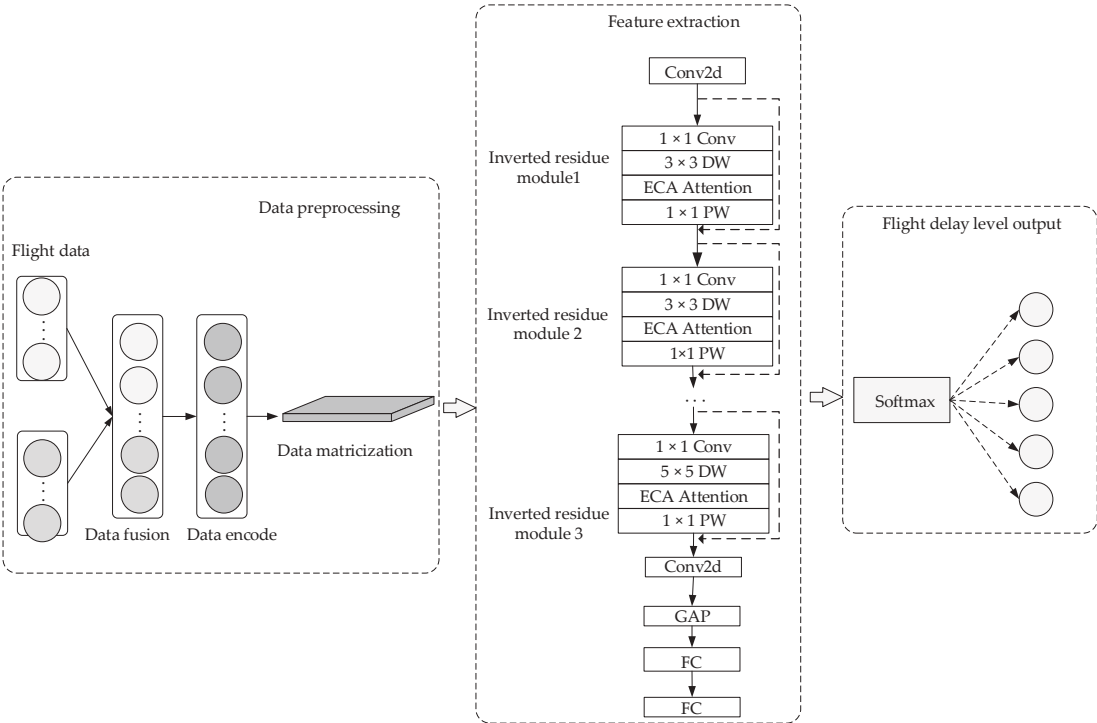 Data preprocessing
Flight data
Data fusion
Data encode
Data matricization
Feature extraction
Conv2d
Inverted residue
module1
1 × 1 Conv
3 × 3 DW
ECA Attention
1 × 1 PW
Inverted residue
module 2
1 × 1 Conv
3 × 3 DW
ECA Attention
1×1 PW
...
Inverted residue
module 3
1 × 1 Conv
5 × 5 DW
ECA Attention
1 × 1 PW
Conv2d
GAP
FC
FC
Flight delay level output
Softmax